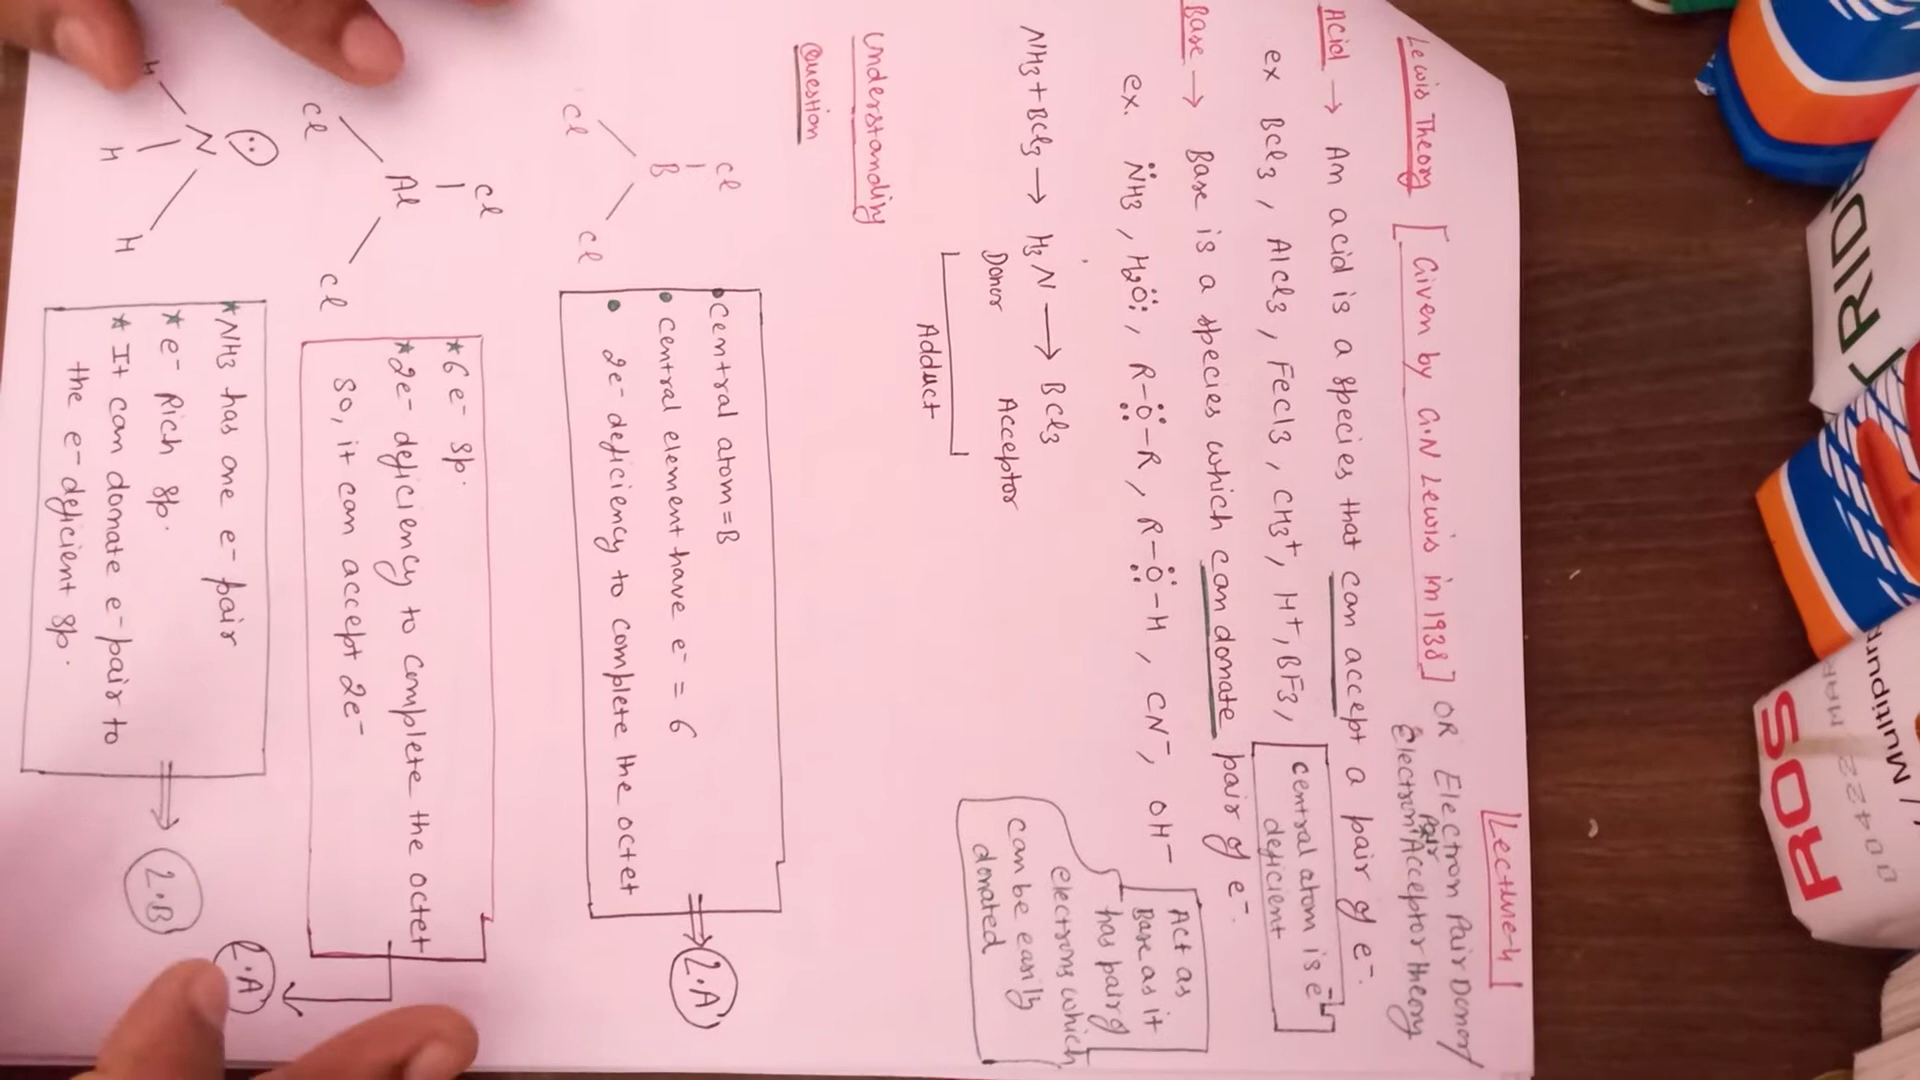 Lecture-4
Lewis Theory [Given by G.N Lewis in 1938] OR Electron Pair Donor/
Electron Pair Acceptor theory
Acid → An acid is a species that can accept a pair of e-.
ex BCl3, AlCl3, FeCl3, CH3+, H+, BF3,
central atom is e-
deficient
Base → Base is a species which can donate pair of e-.
ex. N̈H3, H2Ö:, R-Ö-R, R-Ö-H, CN-, OH-
Act as
Base as it
has pair of
electrons which
can be easily
donated
NH3 + BCl3 → H3N → BCl3
Donor Acceptor
Adduct
Understanding
Question
Cl
B
Cl Cl
• Central atom = B
• Central element have e- = 6
• 2e- deficiency to complete the octet
⇒ L.A
Cl
Al
Cl Cl
* 6 e- sp.
* 2e- deficiency to complete the octet
so, it can accept 2e-
L.A
N
H H H
* NH3 has one e- pair
* e- Rich sp.
* It can donate e- pair to
the e- deficient sp.
⇒ L.B
RID
Multipur
0042
ROS